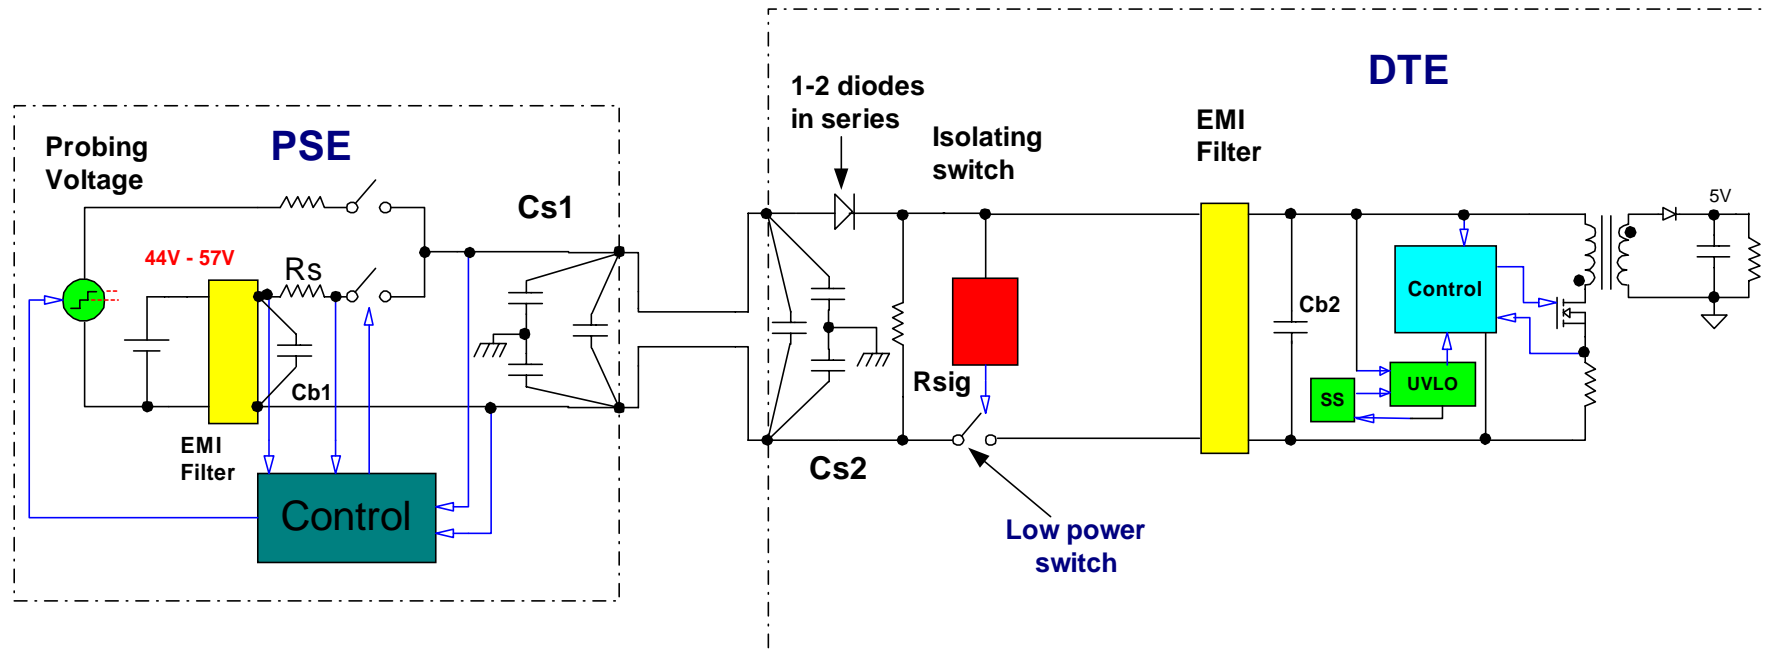 DTE
1-2 diodes
in series
EMI
Filter
Isolating
switch
PSE
Probing
Voltage
Cs1
5V
44V - 57V
Rs
Control
Cb2
Rsig
UVLO
SS
Cb1
EMI
Filter
Cs2
Control
Low power
switch